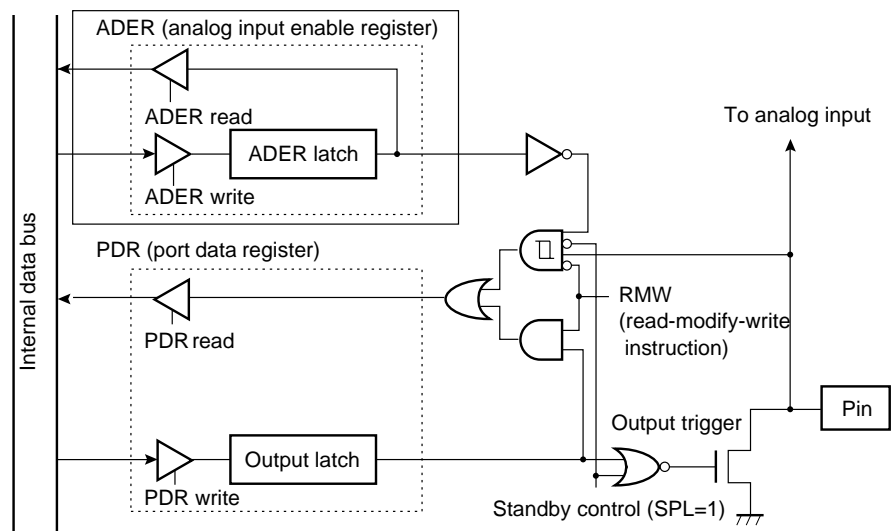 ADER (analog input enable register)
ADER read
ADER latch
ADER write
To analog input
Internal data bus
PDR (port data register)
PDR read
RMW
(read-modify-write
instruction)
Output trigger
Pin
Output latch
PDR write
Standby control (SPL=1)